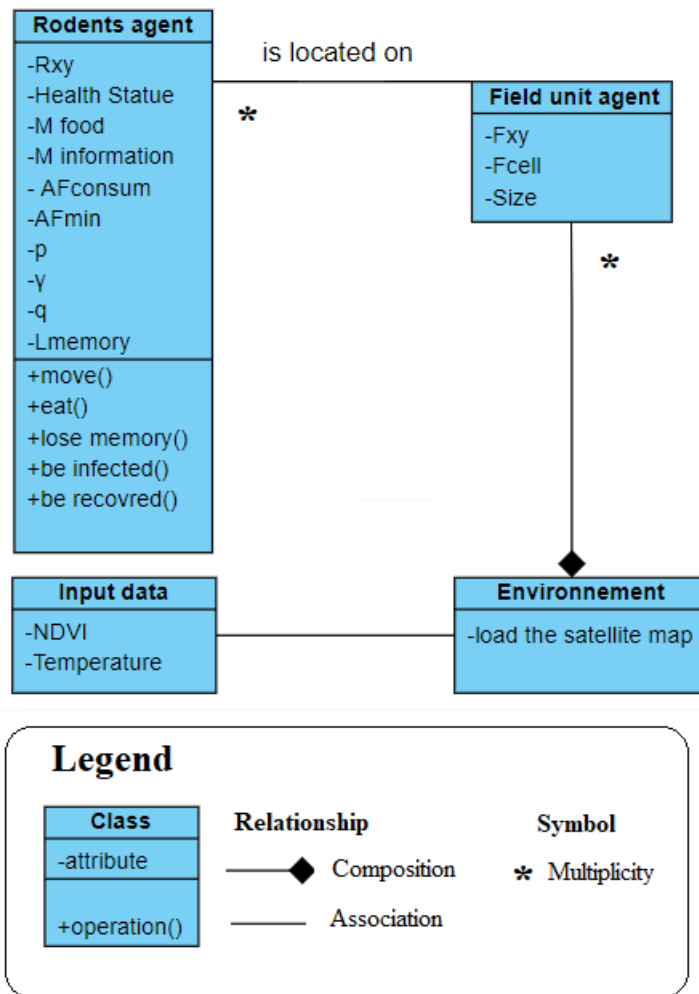 Rodents agent
-Rxy
-Health Statue
-M food
-M information
- AFconsum
-AFmin
-p
-γ
-q
-Lmemory
+move()
+eat()
+lose memory()
+be infected()
+be recovred()
is located on
*
Field unit agent
-Fxy
-Fcell
-Size
*
Input data
-NDVI
-Temperature
Environnement
-load the satellite map
Legend
Class
-attribute
+operation()
Relationship
Composition
Association
Symbol
* Multiplicity